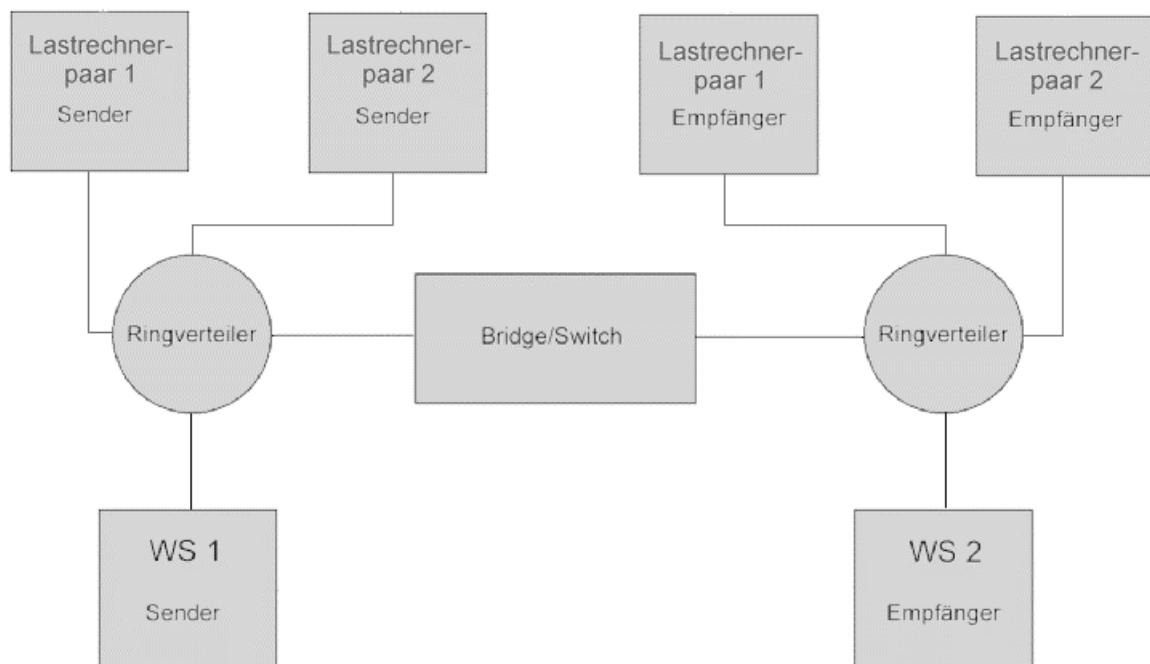 Lastrechner-
paar 1
Sender
Lastrechner-
paar 2
Sender
Lastrechner-
paar 1
Empfänger
Lastrechner-
paar 2
Empfänger
Ringverteiler
Bridge/Switch
Ringverteiler
WS 1
Sender
WS 2
Empfänger